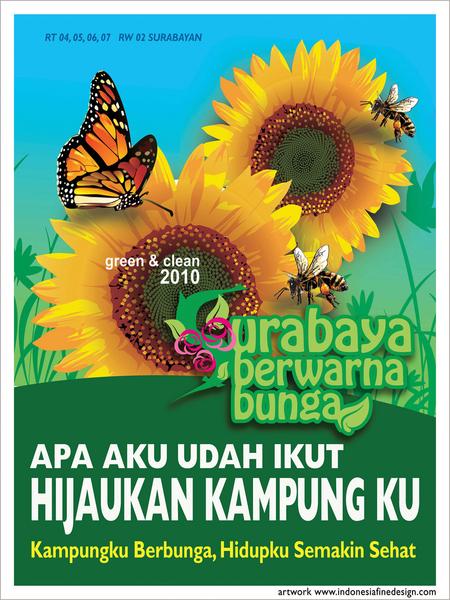 RT 04, 05, 06, 07 RW 02 SURABAYAN
green & clean
2010
Surabaya
berwarna
bunga
APA AKU UDAH IKUT
HIJAUKAN KAMPUNG KU
Kampungku Berbunga, Hidupku Semakin Sehat
artwork www.indonesiafinedesign.com